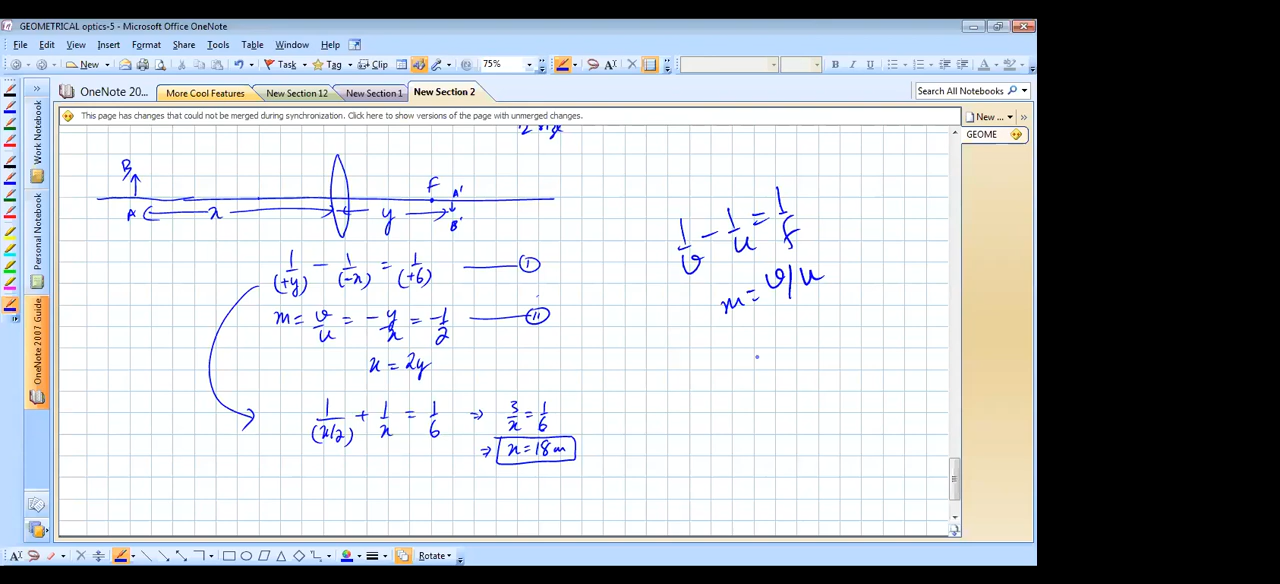 GEOMETRICAL optics-5 - Microsoft Office OneNote
File Edit View Insert Format Share Tools Table Window Help
New Task Tag Clip 75% B I U
OneNote 20... More Cool Features New Section 12 New Section 1 New Section 2 Search All Notebooks
This page has changes that could not be merged during synchronization. Click here to show versions of the page with unmerged changes.
New ...
GEOME
Work Notebook
Personal Notebook
OneNote 2007 Guide
B F A'
A x y B'
1/(+y) - 1/(-x) = 1/(+6) — I
m = v/u = -y/x = -1/2 — II
x = 2y
1/(x/2) + 1/x = 1/6 ⇒ 3/x = 1/6
⇒ x = 18m
1/v - 1/u = 1/f
m = v/u
Rotate